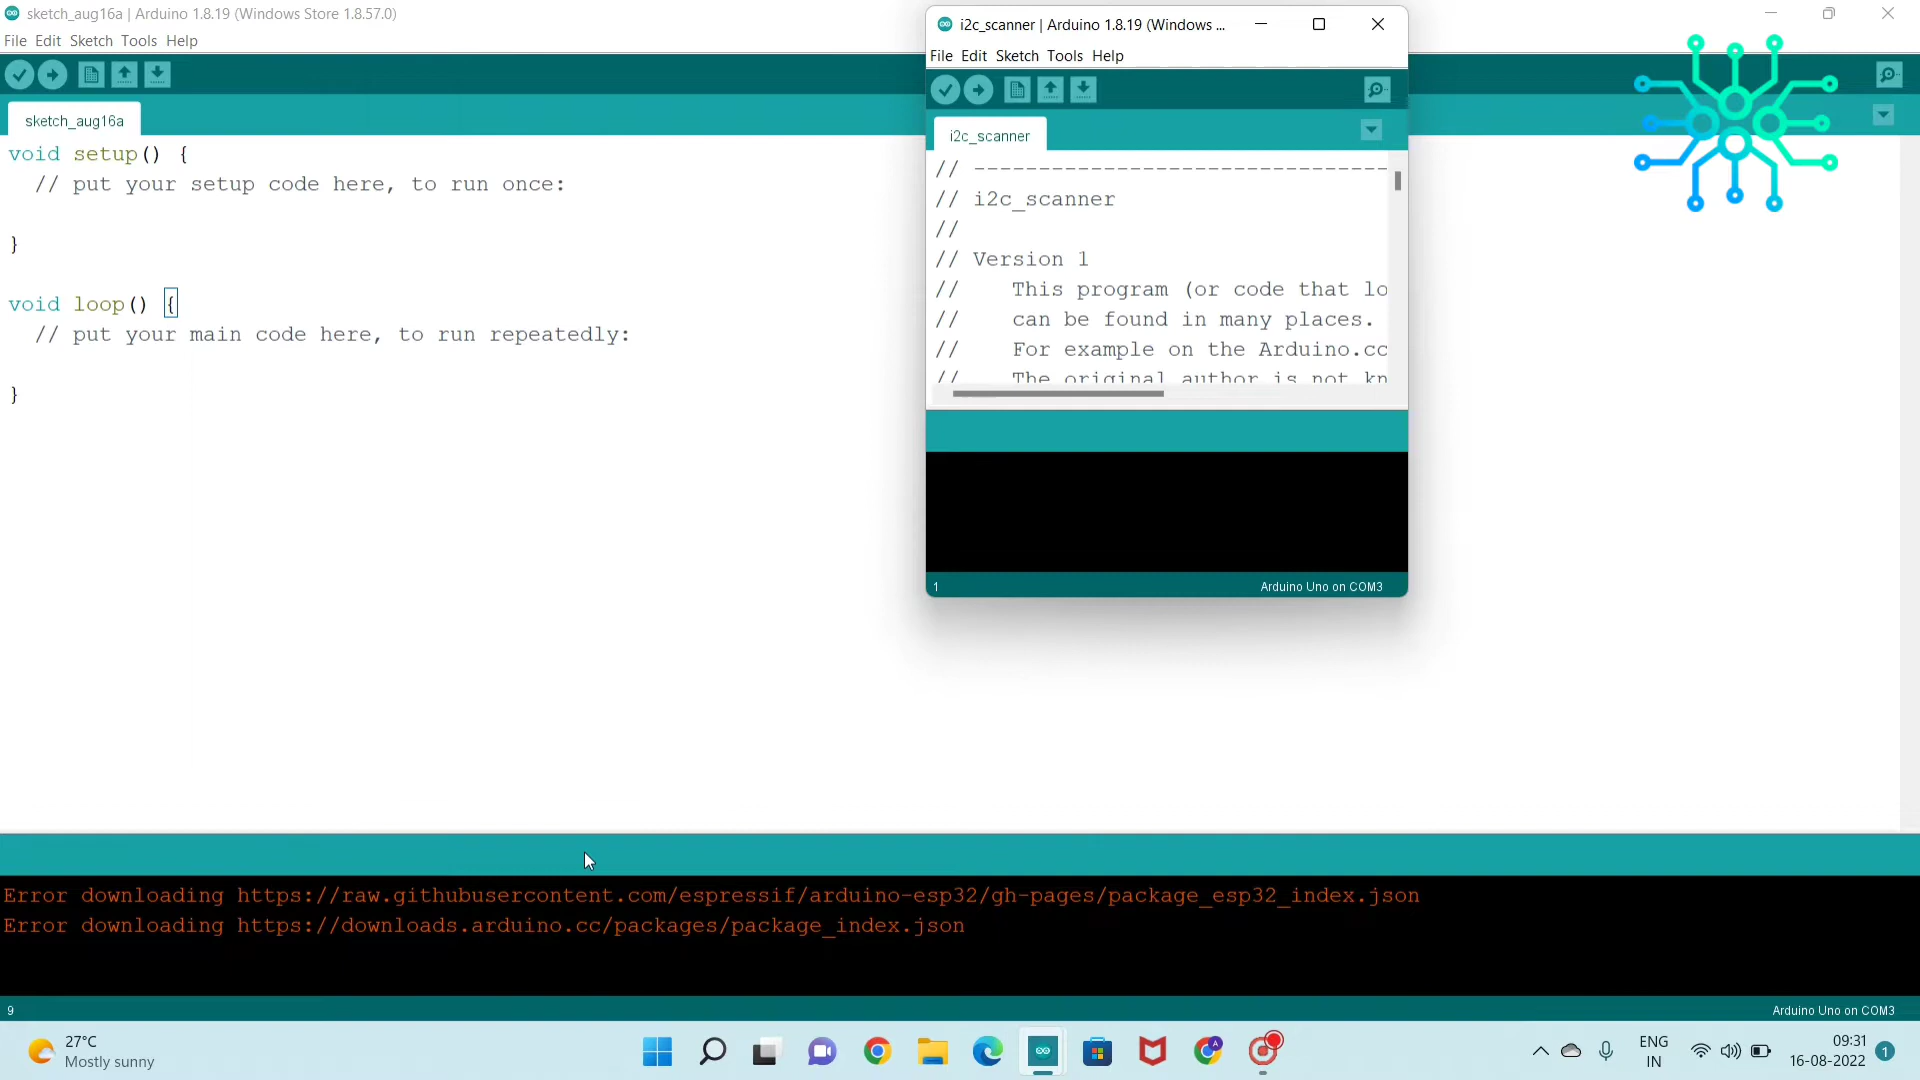 sketch_aug16a | Arduino 1.8.19 (Windows Store 1.8.57.0)
File Edit Sketch Tools Help
sketch_aug16a
void setup() {
// put your setup code here, to run once:
}
void loop() {
// put your main code here, to run repeatedly:
}
i2c_scanner | Arduino 1.8.19 (Windows ...
File Edit Sketch Tools Help
i2c_scanner
// --------------------------------
// i2c_scanner
//
// Version 1
// This program (or code that lo
// can be found in many places.
// For example on the Arduino.cc
// The original author is not kn
1
Arduino Uno on COM3
Error downloading https://raw.githubusercontent.com/espressif/arduino-esp32/gh-pages/package_esp32_index.json
Error downloading https://downloads.arduino.cc/packages/package_index.json
9
Arduino Uno on COM3
27°C
Mostly sunny
A
ENG
IN
09:31
16-08-2022
1